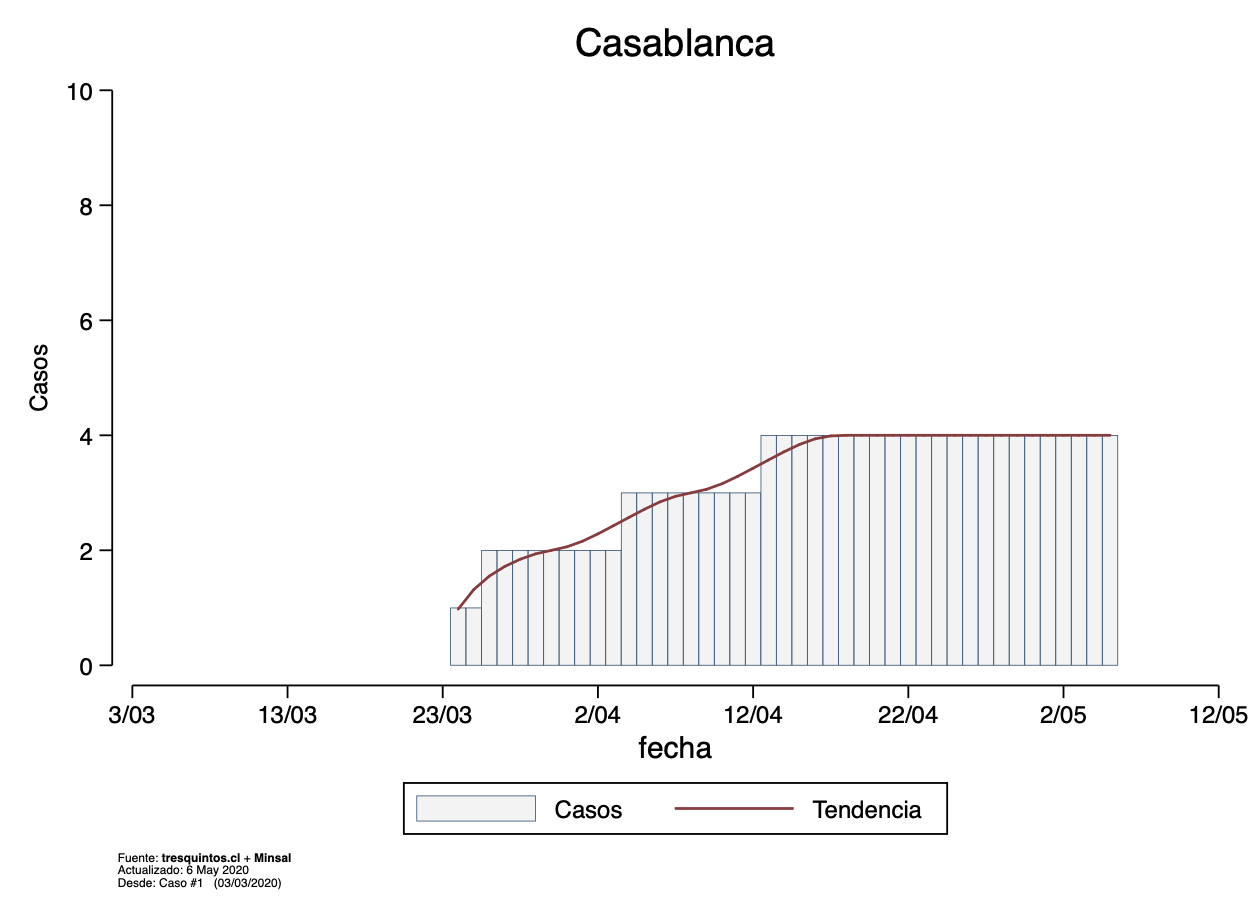 Casablanca
10
8
6
4
2
0
Casos
3/03 13/03 23/03 2/04 12/04 22/04 2/05 12/05
fecha
Casos Tendencia
Fuente: tresquintos.cl + Minsal
Actualizado: 6 May 2020
Desde: Caso #1 (03/03/2020)